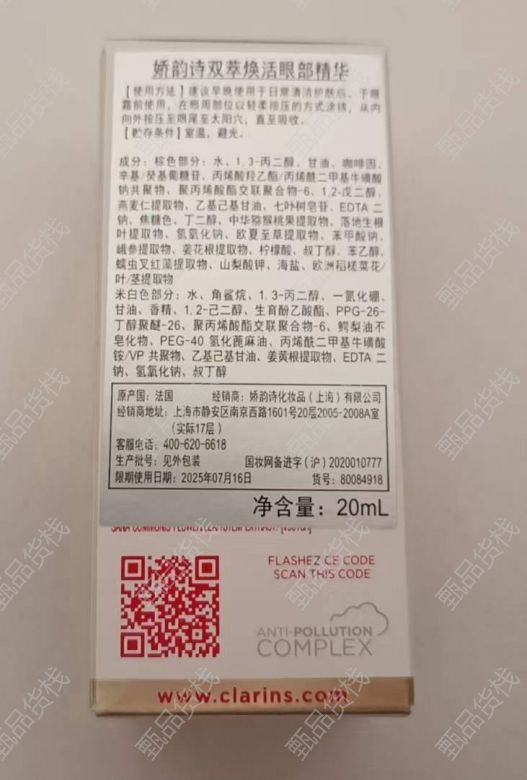 娇韵诗双萃焕活眼部精华
【使用方法】建议早晚使用于日常清洁护肤后、于眼
霜前使用，在眼周部位以轻柔按压的方式涂抹，从内
向外按压至眼尾至太阳穴，直至吸收。
【贮存条件】室温，避光。
成分：棕色部分：水、1,3-丙二醇、甘油、咖啡因、
辛基/癸基葡糖苷、丙烯酸羟乙酯/丙烯酰二甲基牛磺酸
钠共聚物、聚丙烯酸酯交联聚合物-6、1,2-戊二醇、
燕麦仁提取物、乙基己基甘油、七叶树皂苷、EDTA 二
钠、焦糖色、丁二醇、中华猕猴桃果提取物、落地生根
叶提取物、氢氧化钠、欧夏至草提取物、苯甲酸钠、
峨参提取物、姜花根提取物、柠檬酸、叔丁醇、苯乙醇、
蠕虫叉红藻提取物、山梨酸钾、海盐、欧洲稻槎菜花/
叶/茎提取物
米白色部分：水、角鲨烷、1,3-丙二醇、一氮化硼、
甘油、香精、1,2-己二醇、生育酚乙酸酯、PPG-26-
丁醇聚醚-26、聚丙烯酸酯交联聚合物-6、鳄梨油不
皂化物、PEG-40 氢化蓖麻油、丙烯酰二甲基牛磺酸
铵/VP 共聚物、乙基己基甘油、姜黄根提取物、EDTA 二
钠、氢氧化钠、叔丁醇
原产国：法国 经销商：娇韵诗化妆品（上海）有限公司
经销商地址：上海市静安区南京西路1601号20层2005-2008A室
（实际17层）
客服电话：400-620-6618
生产批号：见外包装 国妆网备进字（沪）2020010777
限期使用日期：2025年07月16日 货号：80084918
净含量：20mL
FLASHEZ CE CODE
SCAN THIS CODE
ANTI-POLLUTION
COMPLEX
www.clarins.com
甄品货栈